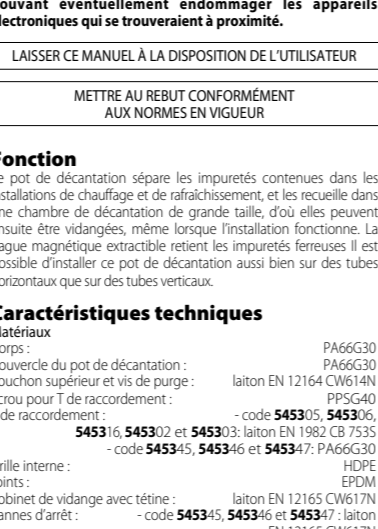 pouvant éventuellement endommager les appareils
électroniques qui se trouveraient à proximité.
LAISSER CE MANUEL À LA DISPOSITION DE L'UTILISATEUR
METTRE AU REBUT CONFORMÉMENT
AUX NORMES EN VIGUEUR
Fonction
Le pot de décantation sépare les impuretés contenues dans les
installations de chauffage et de rafraîchissement, et les recueille dans
une chambre de décantation de grande taille, d'où elles peuvent
ensuite être vidangées, même lorsque l'installation fonctionne. La
bague magnétique extractible retient les impuretés ferreuses Il est
possible d'installer ce pot de décantation aussi bien sur des tubes
horizontaux que sur des tubes verticaux.
Caractéristiques techniques
Matériaux
Corps : PA66G30
Couvercle du pot de décantation : PA66G30
Bouchon supérieur et vis de purge : laiton EN 12164 CW614N
Écrou pour T de raccordement : PPSG40
T de raccordement : - code 545305, 545306,
545316, 545302 et 545303: laiton EN 1982 CB 753S
- code 545345, 545346 et 545347: PA66G30
Grille interne : HDPE
Joints : EPDM
Robinet de vidange avec tétine : laiton EN 12165 CW617N
Vannes d'arrêt : - code 545345, 545346 et 545347 : laiton
EN 12165 CW617N